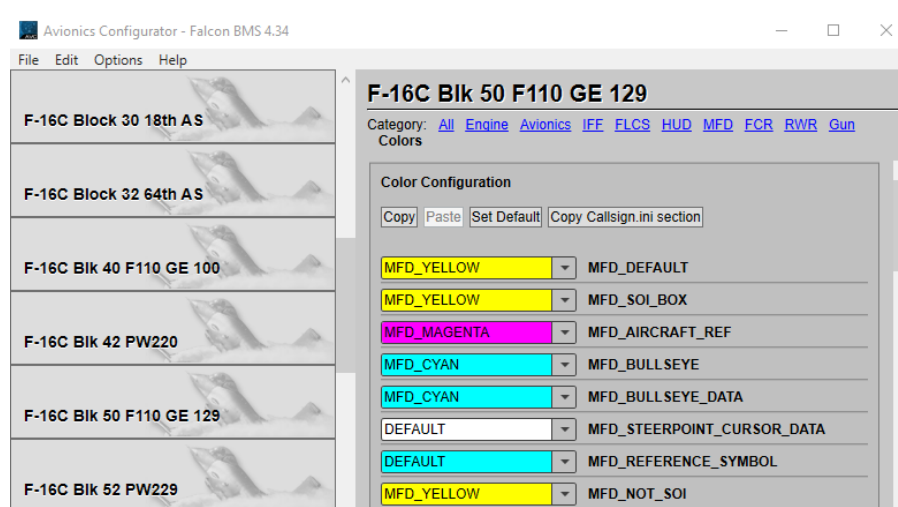 Avionics Configurator - Falcon BMS 4.34
File Edit Options Help
F-16C Block 30 18th AS
F-16C Block 32 64th AS
F-16C Blk 40 F110 GE 100
F-16C Blk 42 PW220
F-16C Blk 50 F110 GE 129
F-16C Blk 52 PW229
F-16C Blk 50 F110 GE 129
Category: All Engine Avionics IFF FLCS HUD MFD FCR RWR Gun
Colors
Color Configuration
Copy Paste Set Default Copy Callsign.ini section
MFD_YELLOW MFD_DEFAULT
MFD_YELLOW MFD_SOI_BOX
MFD_MAGENTA MFD_AIRCRAFT_REF
MFD_CYAN MFD_BULLSEYE
MFD_CYAN MFD_BULLSEYE_DATA
DEFAULT MFD_STEERPOINT_CURSOR_DATA
DEFAULT MFD_REFERENCE_SYMBOL
MFD_YELLOW MFD_NOT_SOI